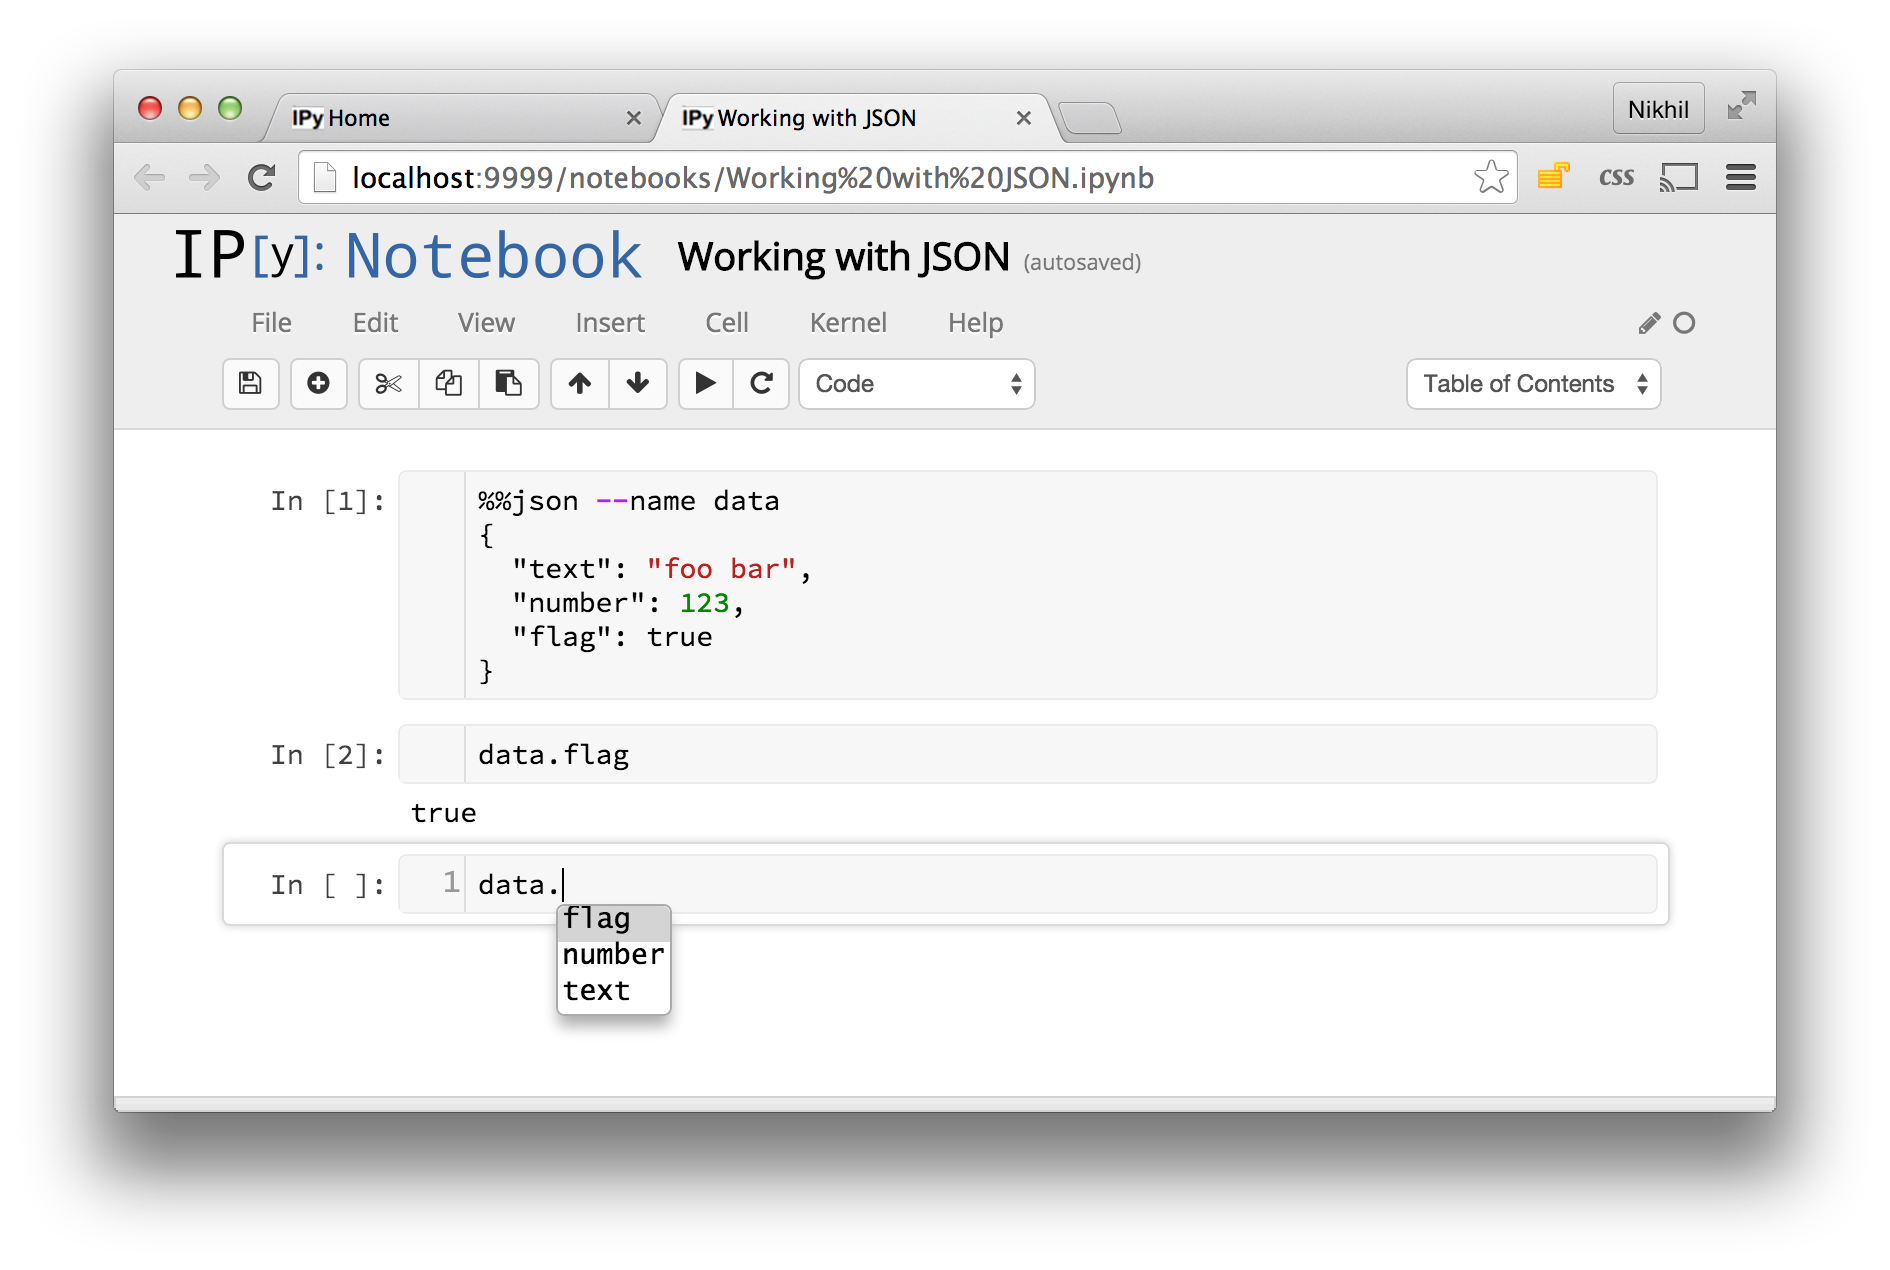 IPy Home
IPy Working with JSON
Nikhil
localhost:9999/notebooks/Working%20with%20JSON.ipynb
css
IP[y]: Notebook Working with JSON (autosaved)
File Edit View Insert Cell Kernel Help
Code
Table of Contents
In [1]:
%%json --name data
{
  "text": "foo bar",
  "number": 123,
  "flag": true
}
In [2]:
data.flag
true
In [ ]:
1 data.
flag
number
text